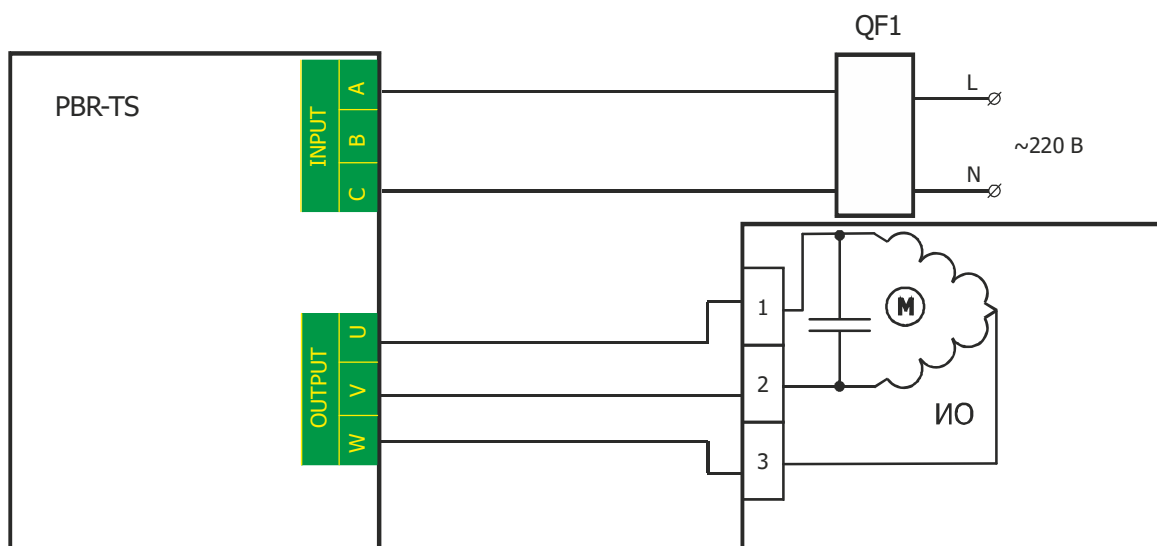 QF1
PBR-TS
INPUT
A
B
C
L
~220 В
N
OUTPUT
U
V
W
1
2
3
M
ИО